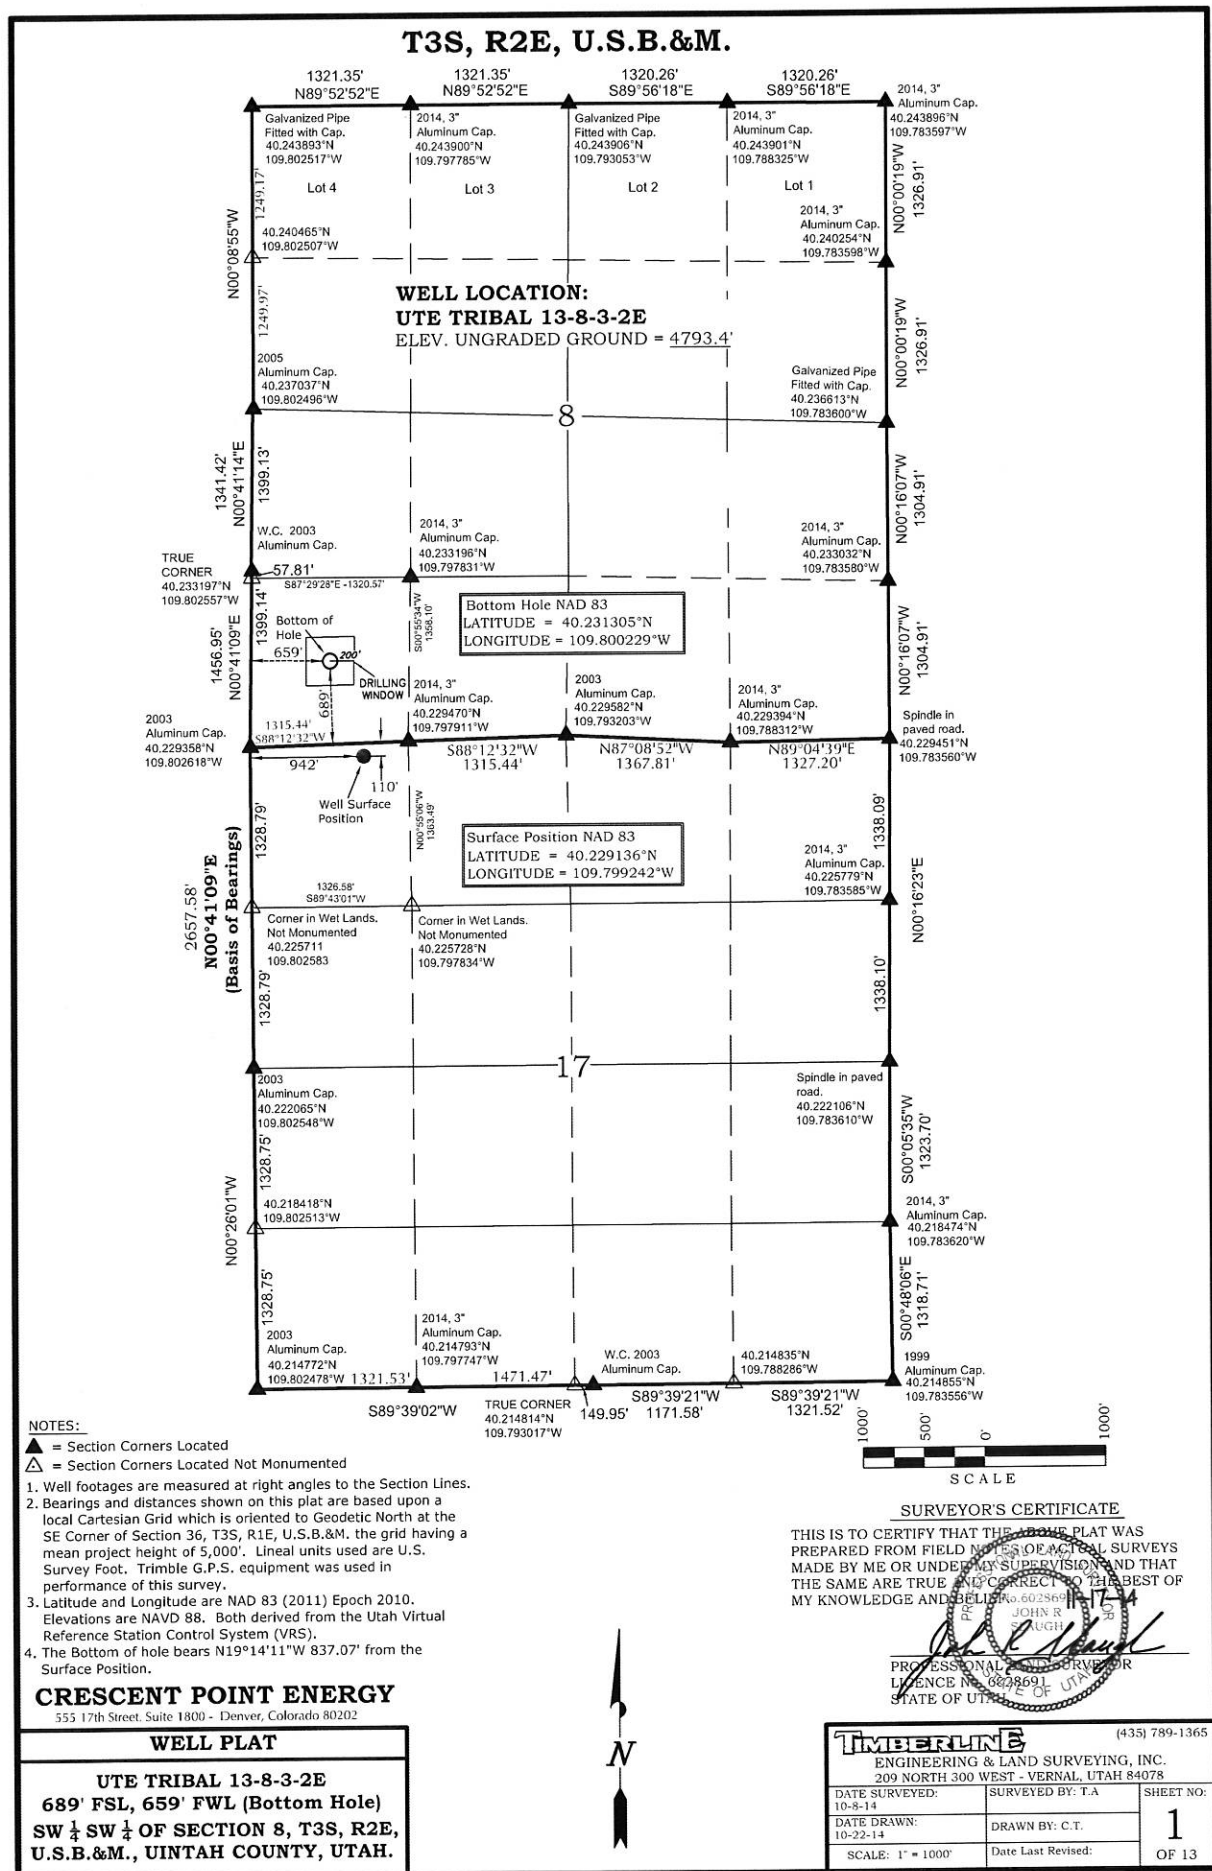 T3S, R2E, U.S.B.&M.
1321.35'
N89°52'52"E
1321.35'
N89°52'52"E
1320.26'
S89°56'18"E
1320.26'
S89°56'18"E
Galvanized Pipe
Fitted with Cap.
40.243893°N
109.802517°W
2014, 3"
Aluminum Cap.
40.243900°N
109.797785°W
Galvanized Pipe
Fitted with Cap.
40.243906°N
109.793053°W
2014, 3"
Aluminum Cap.
40.243901°N
109.788325°W
2014, 3"
Aluminum Cap.
40.243896°N
109.783597°W
Lot 4
Lot 3
Lot 2
Lot 1
1249.17'
N00°08'55"W
1249.97'
40.240465°N
109.802507°W
2014, 3"
Aluminum Cap.
40.240254°N
109.783598°W
N00°00'19"W
1326.91'
N00°00'19"W
1326.91'
WELL LOCATION:
UTE TRIBAL 13-8-3-2E
ELEV. UNGRADED GROUND = 4793.4'
2005
Aluminum Cap.
40.237037°N
109.802496°W
Galvanized Pipe
Fitted with Cap.
40.236613°N
109.783600°W
8
1341.42'
N00°41'14"E
1399.13'
N00°16'07"W
1304.91'
W.C. 2003
Aluminum Cap.
2014, 3"
Aluminum Cap.
40.233196°N
109.797831°W
2014, 3"
Aluminum Cap.
40.233032°N
109.783580°W
TRUE
CORNER
40.233197°N
109.802557°W
57.81'
S87°29'28"E -1320.57'
1456.95'
N00°41'09"E
1399.14'
Bottom of
Hole
659'
200'
689'
DRILLING
WINDOW
S00°55'34"W
1358.10'
Bottom Hole NAD 83
LATITUDE = 40.231305°N
LONGITUDE = 109.800229°W
N00°16'07"W
1304.91'
2003
Aluminum Cap.
40.229358°N
109.802618°W
1315.44'
S88°12'32"W
2014, 3"
Aluminum Cap.
40.229470°N
109.797911°W
2003
Aluminum Cap.
40.229582°N
109.793203°W
2014, 3"
Aluminum Cap.
40.229394°N
109.788312°W
Spindle in
paved road.
40.229451°N
109.783560°W
S88°12'32"W
1315.44'
N87°08'52"W
1367.81'
N89°04'39"E
1327.20'
942'
110'
Well Surface
Position
N00°55'06"W
1363.49'
Surface Position NAD 83
LATITUDE = 40.229136°N
LONGITUDE = 109.799242°W
1328.79'
2657.58'
N00°41'09"E
(Basis of Bearings)
1328.79'
1338.09'
N00°16'23"E
1338.10'
2014, 3"
Aluminum Cap.
40.225779°N
109.783585°W
1326.58'
S89°43'01"W
Corner in Wet Lands.
Not Monumented
40.225711
109.802583
Corner in Wet Lands.
Not Monumented
40.225728°N
109.797834°W
17
2003
Aluminum Cap.
40.222065°N
109.802548°W
Spindle in paved
road.
40.222106°N
109.783610°W
1328.75'
N00°26'01"W
1328.75'
S00°05'35"W
1323.70'
40.218418°N
109.802513°W
2014, 3"
Aluminum Cap.
40.218474°N
109.783620°W
S00°48'06"E
1318.71'
2003
Aluminum Cap.
40.214772°N
109.802478°W
2014, 3"
Aluminum Cap.
40.214793°N
109.797747°W
W.C. 2003
Aluminum Cap.
40.214835°N
109.788286°W
1999
Aluminum Cap.
40.214855°N
109.783556°W
1321.53'
S89°39'02"W
1471.47'
TRUE CORNER
40.214814°N
109.793017°W
149.95'
S89°39'21"W
1171.58'
S89°39'21"W
1321.52'
1000'
500'
0'
1000'
SCALE
NOTES:
= Section Corners Located
= Section Corners Located Not Monumented
1. Well footages are measured at right angles to the Section Lines.
2. Bearings and distances shown on this plat are based upon a
local Cartesian Grid which is oriented to Geodetic North at the
SE Corner of Section 36, T3S, R1E, U.S.B.&M. the grid having a
mean project height of 5,000'. Lineal units used are U.S.
Survey Foot. Trimble G.P.S. equipment was used in
performance of this survey.
3. Latitude and Longitude are NAD 83 (2011) Epoch 2010.
Elevations are NAVD 88. Both derived from the Utah Virtual
Reference Station Control System (VRS).
4. The Bottom of hole bears N19°14'11"W 837.07' from the
Surface Position.
SURVEYOR'S CERTIFICATE
THIS IS TO CERTIFY THAT THE ABOVE PLAT WAS
PREPARED FROM FIELD NOTES OF ACTUAL SURVEYS
MADE BY ME OR UNDER MY SUPERVISION AND THAT
THE SAME ARE TRUE AND CORRECT TO THE BEST OF
MY KNOWLEDGE AND BELIEF.
11-17-14
PROFESSIONAL LAND SURVEYOR
No.6028691
JOHN R
SLAUGH
STATE OF UTAH
John R. Slaugh
PROFESSIONAL LAND SURVEYOR
LICENCE NO. 6028691
STATE OF UTAH
CRESCENT POINT ENERGY
555 17th Street. Suite 1800 - Denver, Colorado 80202
WELL PLAT
UTE TRIBAL 13-8-3-2E
689' FSL, 659' FWL (Bottom Hole)
SW 1/4 SW 1/4 OF SECTION 8, T3S, R2E,
U.S.B.&M., UINTAH COUNTY, UTAH.
N
TIMBERLINE
(435) 789-1365
ENGINEERING & LAND SURVEYING, INC.
209 NORTH 300 WEST - VERNAL, UTAH 84078
DATE SURVEYED:
10-8-14
SURVEYED BY: T.A
SHEET NO:
DATE DRAWN:
10-22-14
DRAWN BY: C.T.
1
SCALE: 1" = 1000'
Date Last Revised:
OF 13